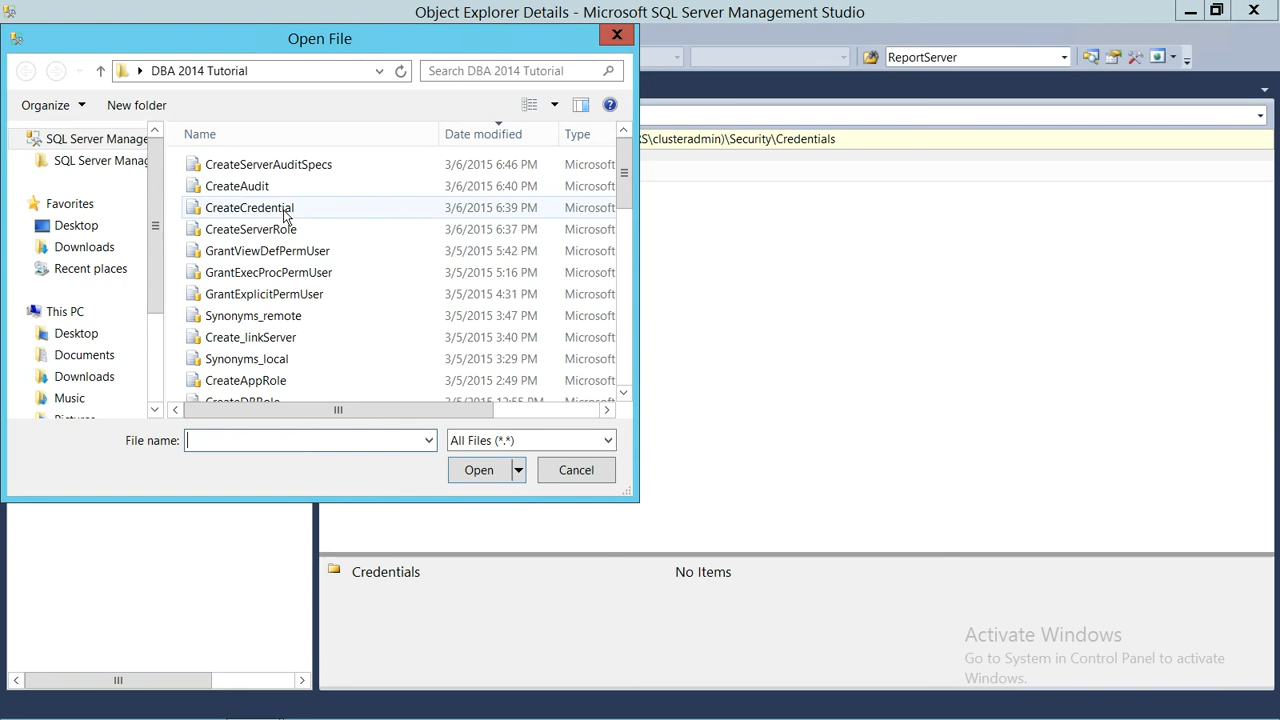 Object Explorer Details - Microsoft SQL Server Management Studio
Open File
DBA 2014 Tutorial
Search DBA 2014 Tutorial
ReportServer
Organize
New folder
Name
Date modified
Type
SQL Server Manage
SQL Server Manag
Favorites
Desktop
Downloads
Recent places
This PC
Desktop
Documents
Downloads
Music
CreateServerAuditSpecs 3/6/2015 6:46 PM Microsoft
CreateAudit 3/6/2015 6:40 PM Microsoft
CreateCredential 3/6/2015 6:39 PM Microsoft
CreateServerRole 3/6/2015 6:37 PM Microsoft
GrantViewDefPermUser 3/5/2015 5:42 PM Microsoft
GrantExecProcPermUser 3/5/2015 5:16 PM Microsoft
GrantExplicitPermUser 3/5/2015 4:31 PM Microsoft
Synonyms_remote 3/5/2015 3:47 PM Microsoft
Create_linkServer 3/5/2015 3:40 PM Microsoft
Synonyms_local 3/5/2015 3:29 PM Microsoft
CreateAppRole 3/5/2015 2:49 PM Microsoft
CreateDBRole 3/5/2015 12:55 PM Microsoft
S\clusteradmin)\Security\Credentials
File name:
All Files (*.*)
Open
Cancel
Credentials
No Items
Activate Windows
Go to System in Control Panel to activate
Windows.